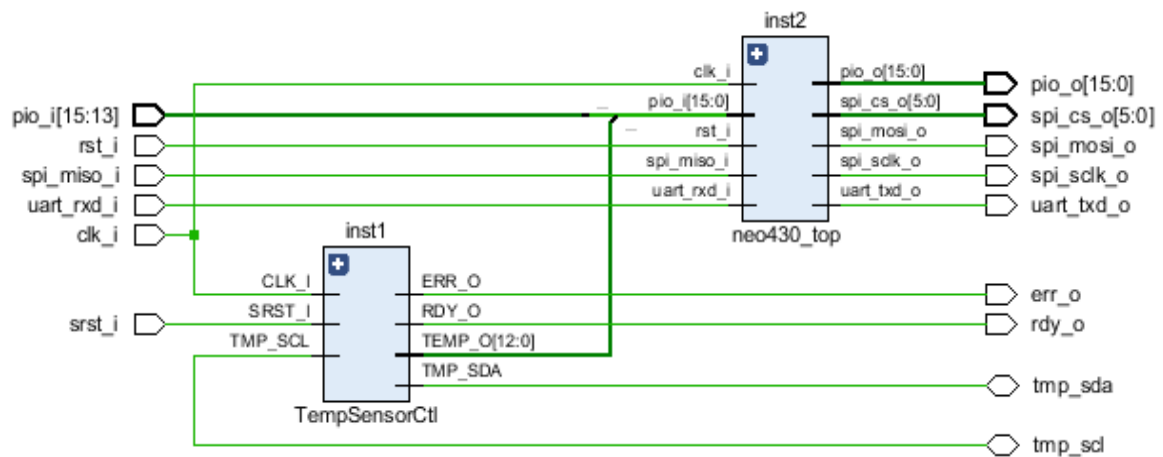 inst2
clk_i
pio_i[15:0]
rst_i
spi_miso_i
uart_rxd_i
pio_o[15:0]
spi_cs_o[5:0]
spi_mosi_o
spi_sclk_o
uart_txd_o
neo430_top
pio_i[15:13]
rst_i
spi_miso_i
uart_rxd_i
clk_i
srst_i
inst1
CLK_I
SRST_I
TMP_SCL
ERR_O
RDY_O
TEMP_O[12:0]
TMP_SDA
TempSensorCtl
pio_o[15:0]
spi_cs_o[5:0]
spi_mosi_o
spi_sclk_o
uart_txd_o
err_o
rdy_o
tmp_sda
tmp_scl